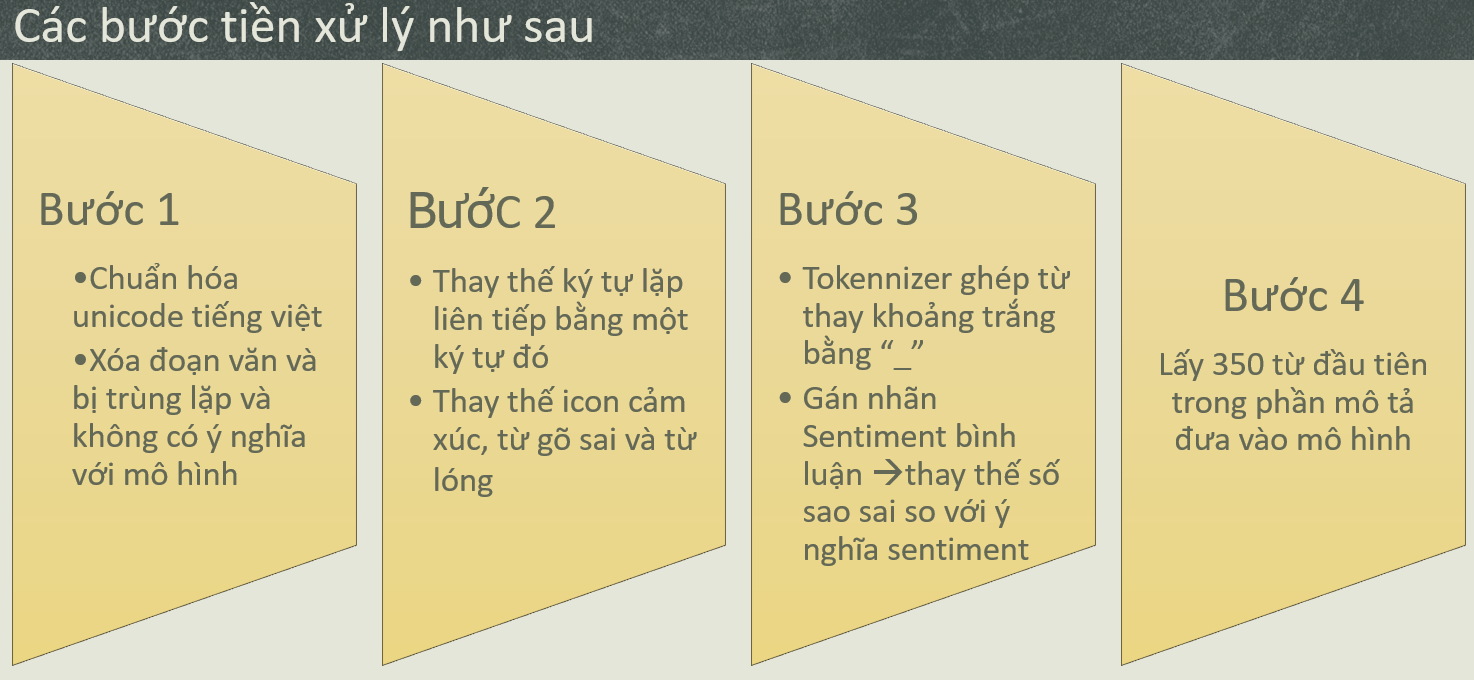 Các bước tiền xử lý như sau
Bước 1
•Chuẩn hóa
unicode tiếng việt
•Xóa đoạn văn và
bị trùng lặp và
không có ý nghĩa
với mô hình
BướC 2
• Thay thế ký tự lặp
liên tiếp bằng một
ký tự đó
• Thay thế icon cảm
xúc, từ gõ sai và từ
lóng
Bước 3
• Tokennizer ghép từ
thay khoảng trắng
bằng “_”
• Gán nhãn
Sentiment bình
luận →thay thế số
sao sai so với ý
nghĩa sentiment
Bước 4
Lấy 350 từ đầu tiên
trong phần mô tả
đưa vào mô hình